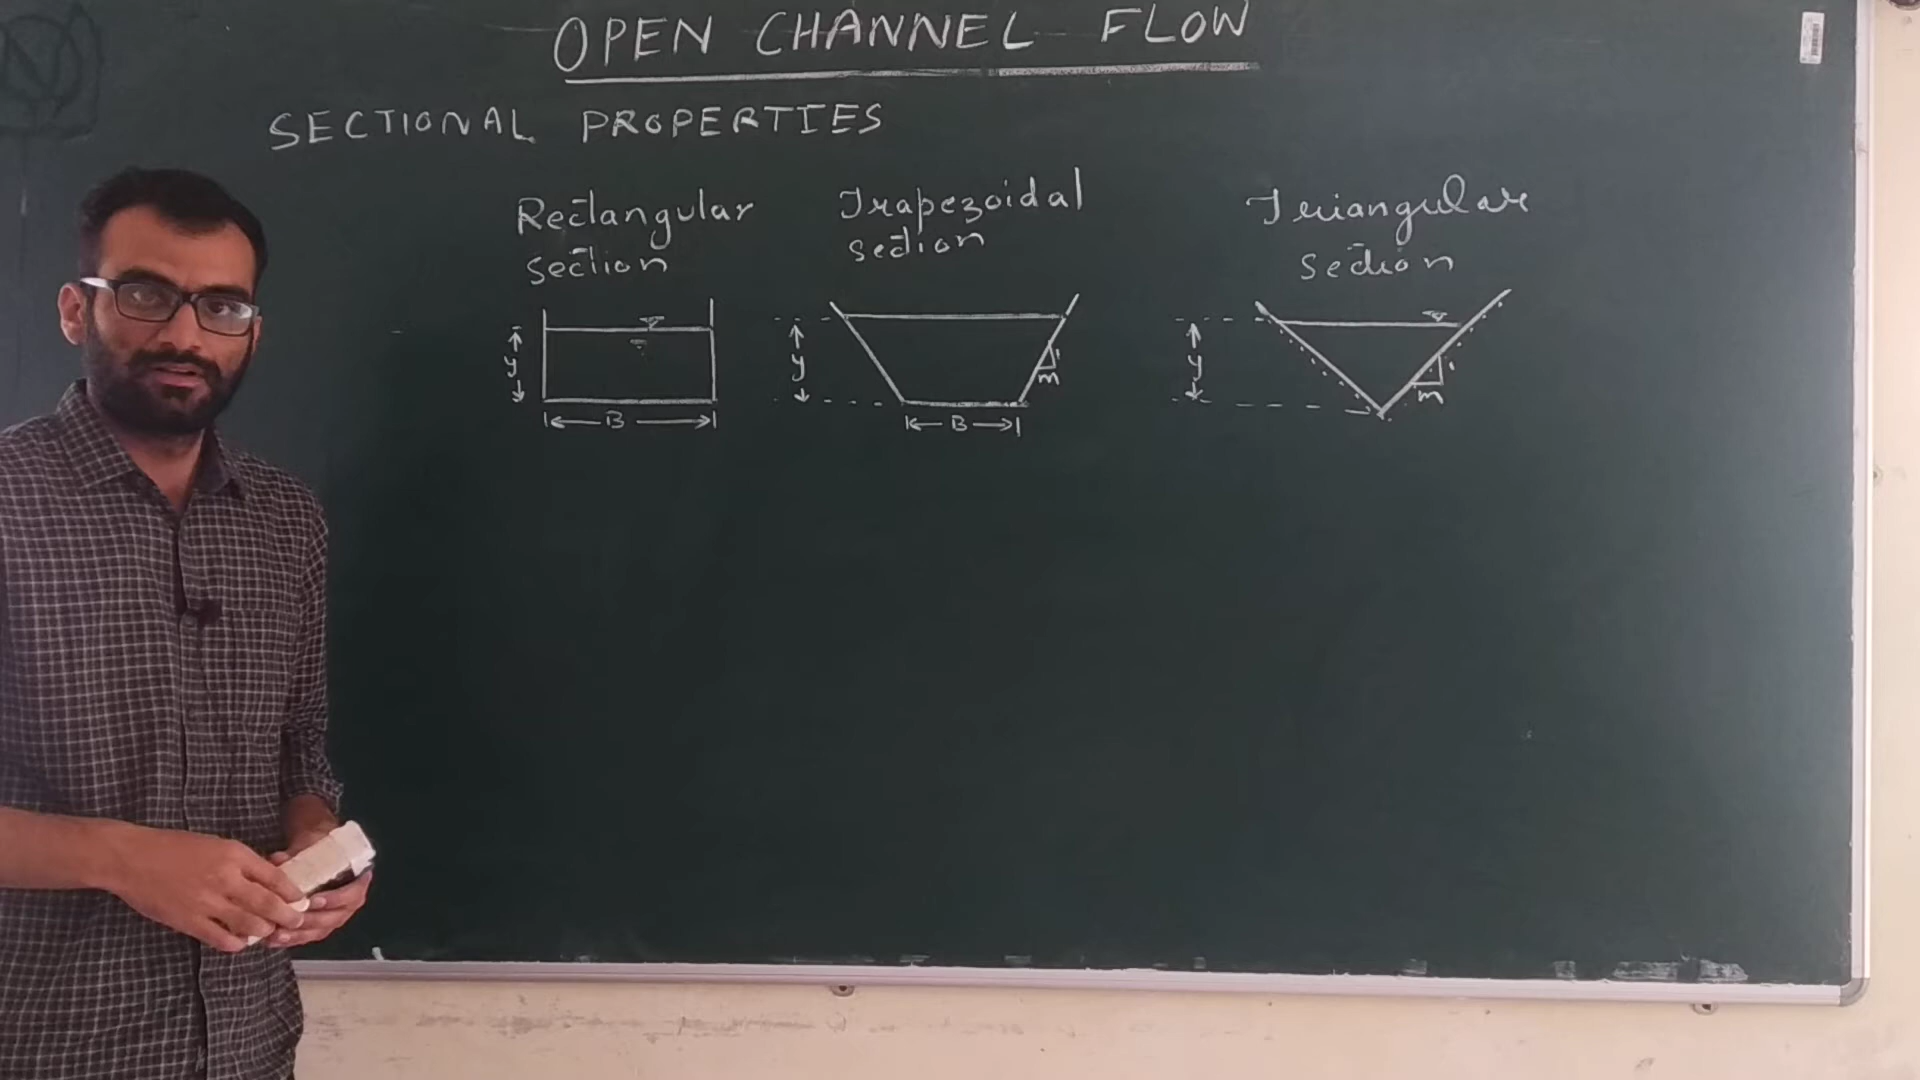 OPEN CHANNEL FLOW
SECTIONAL PROPERTIES
Rectangular
section
y
B
Trapezoidal
section
y
1
m
B
Triangular
section
y
1
m